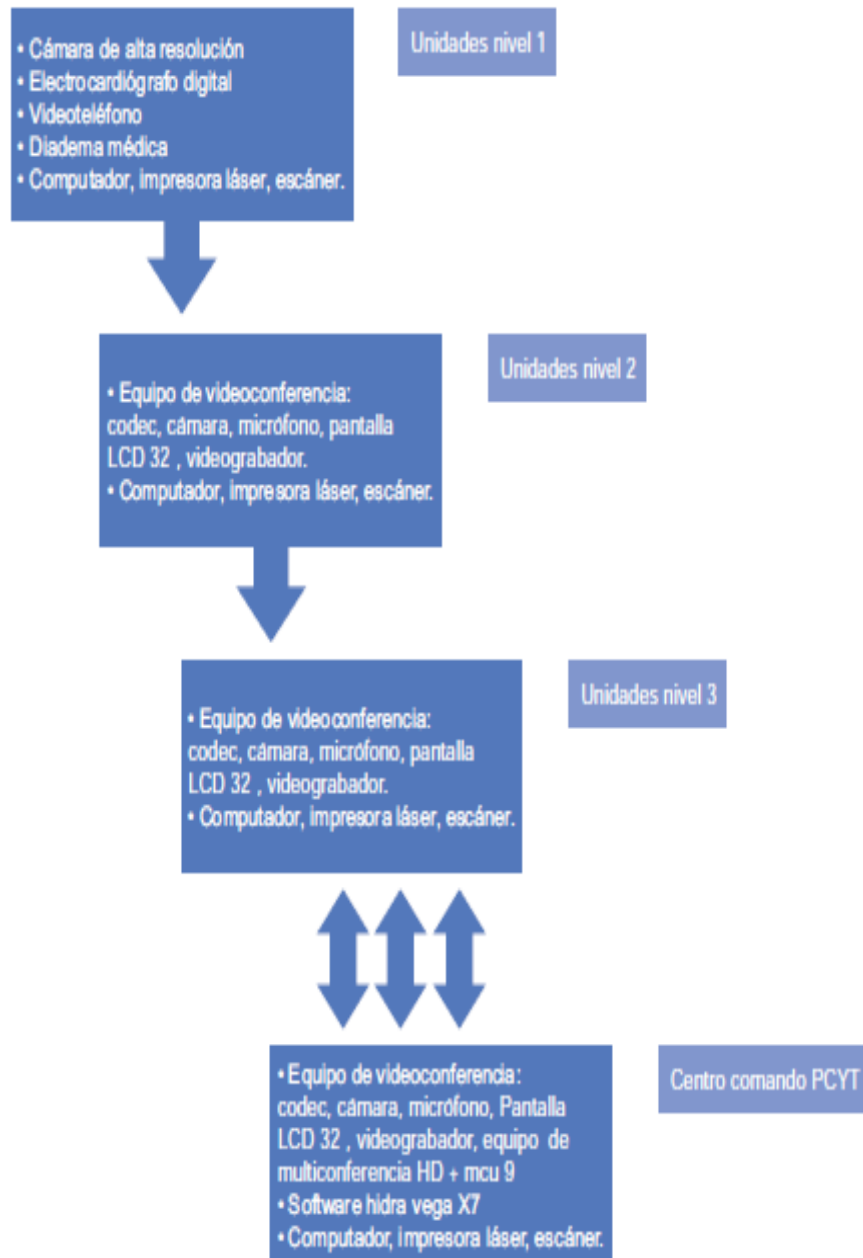 • Cámara de alta resolución
• Electrocardiógrafo digital
• Videoteléfono
• Diadema médica
• Computador, impresora láser, escáner.
Unidades nivel 1
• Equipo de videoconferencia:
codec, cámara, micrófono, pantalla
LCD 32 , videograbador.
• Computador, impresora láser, escáner.
Unidades nivel 2
• Equipo de videoconferencia:
codec, cámara, micrófono, pantalla
LCD 32 , videograbador.
• Computador, impresora láser, escáner.
Unidades nivel 3
• Equipo de videoconferencia:
codec, cámara, micrófono, Pantalla
LCD 32 , videograbador, equipo de
multiconferencia HD + mcu 9
• Software hidra vega X7
• Computador, impresora láser, escáner.
Centro comando PCYT